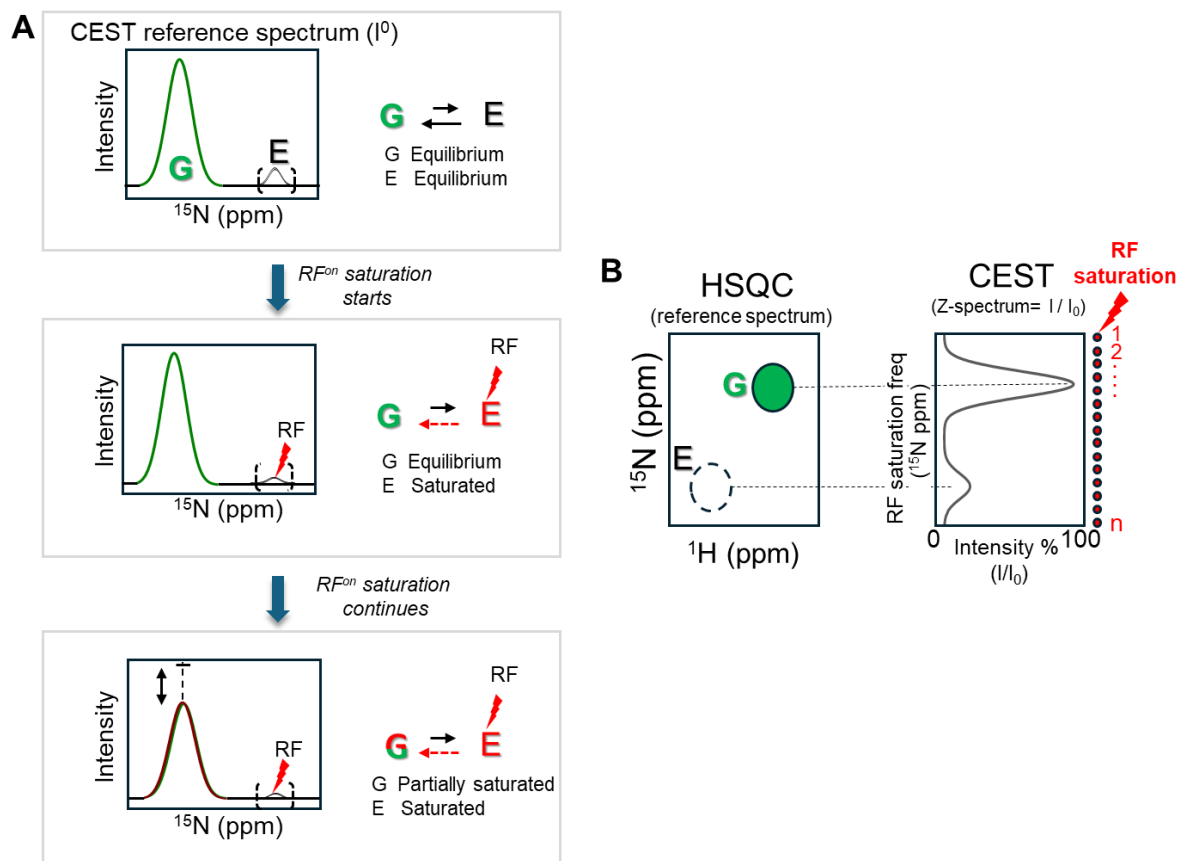 A
CEST reference spectrum (I⁰)
Intensity
G
E
¹⁵N (ppm)
G E
G Equilibrium
E Equilibrium
RFᵒⁿ saturation
starts
Intensity
RF
¹⁵N (ppm)
RF
G E
G Equilibrium
E Saturated
RFᵒⁿ saturation
continues
Intensity
RF
¹⁵N (ppm)
RF
G E
G Partially saturated
E Saturated
B
HSQC
(reference spectrum)
¹⁵N (ppm)
G
E
¹H (ppm)
CEST
(Z-spectrum= I / I₀)
RF
saturation
RF saturation freq
(¹⁵N ppm)
1
2
.
.
.
.
n
0
100
Intensity %
(I/I₀)